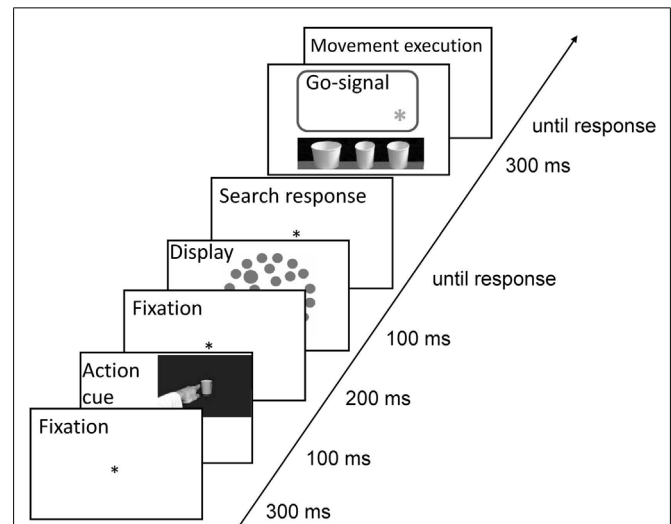 Movement execution
Go-signal
*
until response
300 ms
Search response
*
Display
until response
Fixation
*
100 ms
Action
cue
200 ms
Fixation
*
100 ms
300 ms